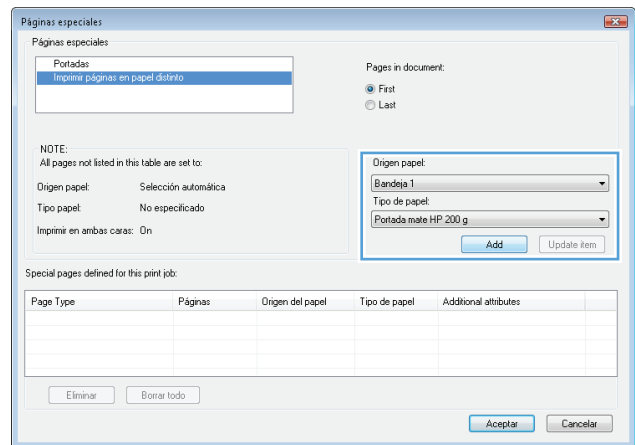 Páginas especiales
Páginas especiales
Portadas
Imprimir páginas en papel distinto
Pages in document:
First
Last
NOTE:
All pages not listed in this table are set to:
Origen papel: Selección automática
Tipo papel: No especificado
Imprimir en ambas caras: On
Origen papel:
Bandeja 1
Tipo de papel:
Portada mate HP 200 g
Add Update item
Special pages defined for this print job:
Page Type Páginas Origen del papel Tipo de papel Additional attributes
Eliminar Borrar todo
Aceptar Cancelar